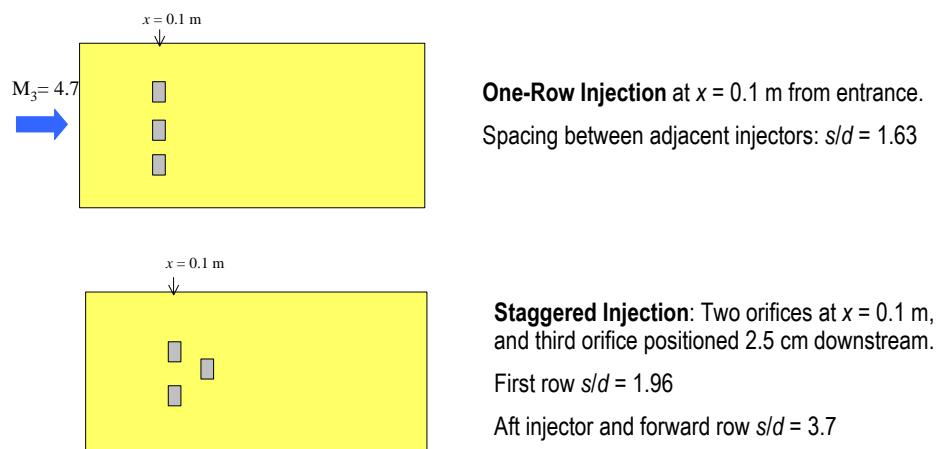 x = 0.1 m
M₃= 4.7
One-Row Injection at x = 0.1 m from entrance.
Spacing between adjacent injectors: s/d = 1.63
x = 0.1 m
Staggered Injection: Two orifices at x = 0.1 m,
and third orifice positioned 2.5 cm downstream.
First row s/d = 1.96
Aft injector and forward row s/d = 3.7